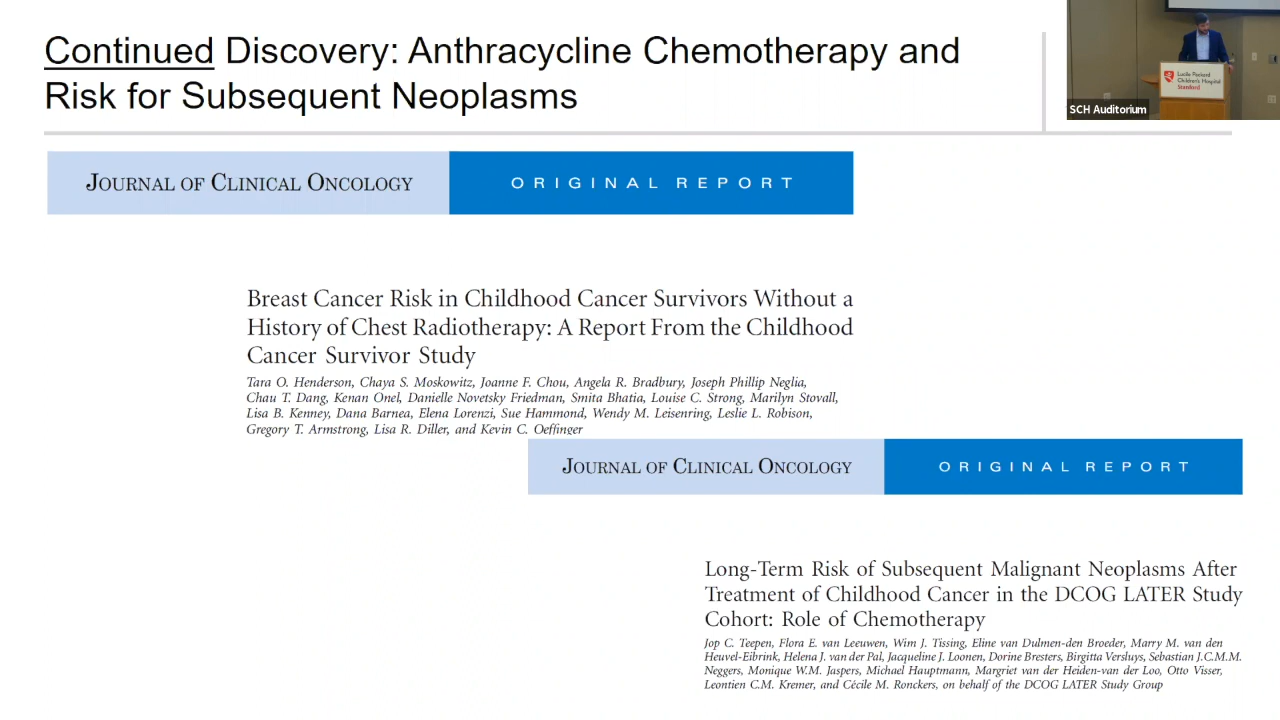 Continued Discovery: Anthracycline Chemotherapy and
Risk for Subsequent Neoplasms
Lucile Packard
Children's Hospital
Stanford
SCH Auditorium
JOURNAL OF CLINICAL ONCOLOGY
ORIGINAL REPORT
Breast Cancer Risk in Childhood Cancer Survivors Without a
History of Chest Radiotherapy: A Report From the Childhood
Cancer Survivor Study
Tara O. Henderson, Chaya S. Moskowitz, Joanne F. Chou, Angela R. Bradbury, Joseph Phillip Neglia,
Chau T. Dang, Kenan Onel, Danielle Novetsky Friedman, Smita Bhatia, Louise C. Strong, Marilyn Stovall,
Lisa B. Kenney, Dana Barnea, Elena Lorenzi, Sue Hammond, Wendy M. Leisenring, Leslie L. Robison,
Gregory T. Armstrong, Lisa R. Diller, and Kevin C. Oeffinger
JOURNAL OF CLINICAL ONCOLOGY
ORIGINAL REPORT
Long-Term Risk of Subsequent Malignant Neoplasms After
Treatment of Childhood Cancer in the DCOG LATER Study
Cohort: Role of Chemotherapy
Jop C. Teepen, Flora E. van Leeuwen, Wim J. Tissing, Eline van Dulmen-den Broeder, Marry M. van den
Heuvel-Eibrink, Helena J. van der Pal, Jacqueline J. Loonen, Dorine Bresters, Birgitta Versluys, Sebastian J.C.M.M.
Neggers, Monique W.M. Jaspers, Michael Hauptmann, Margriet van der Heiden-van der Loo, Otto Visser,
Leontien C.M. Kremer, and Cécile M. Ronckers, on behalf of the DCOG LATER Study Group